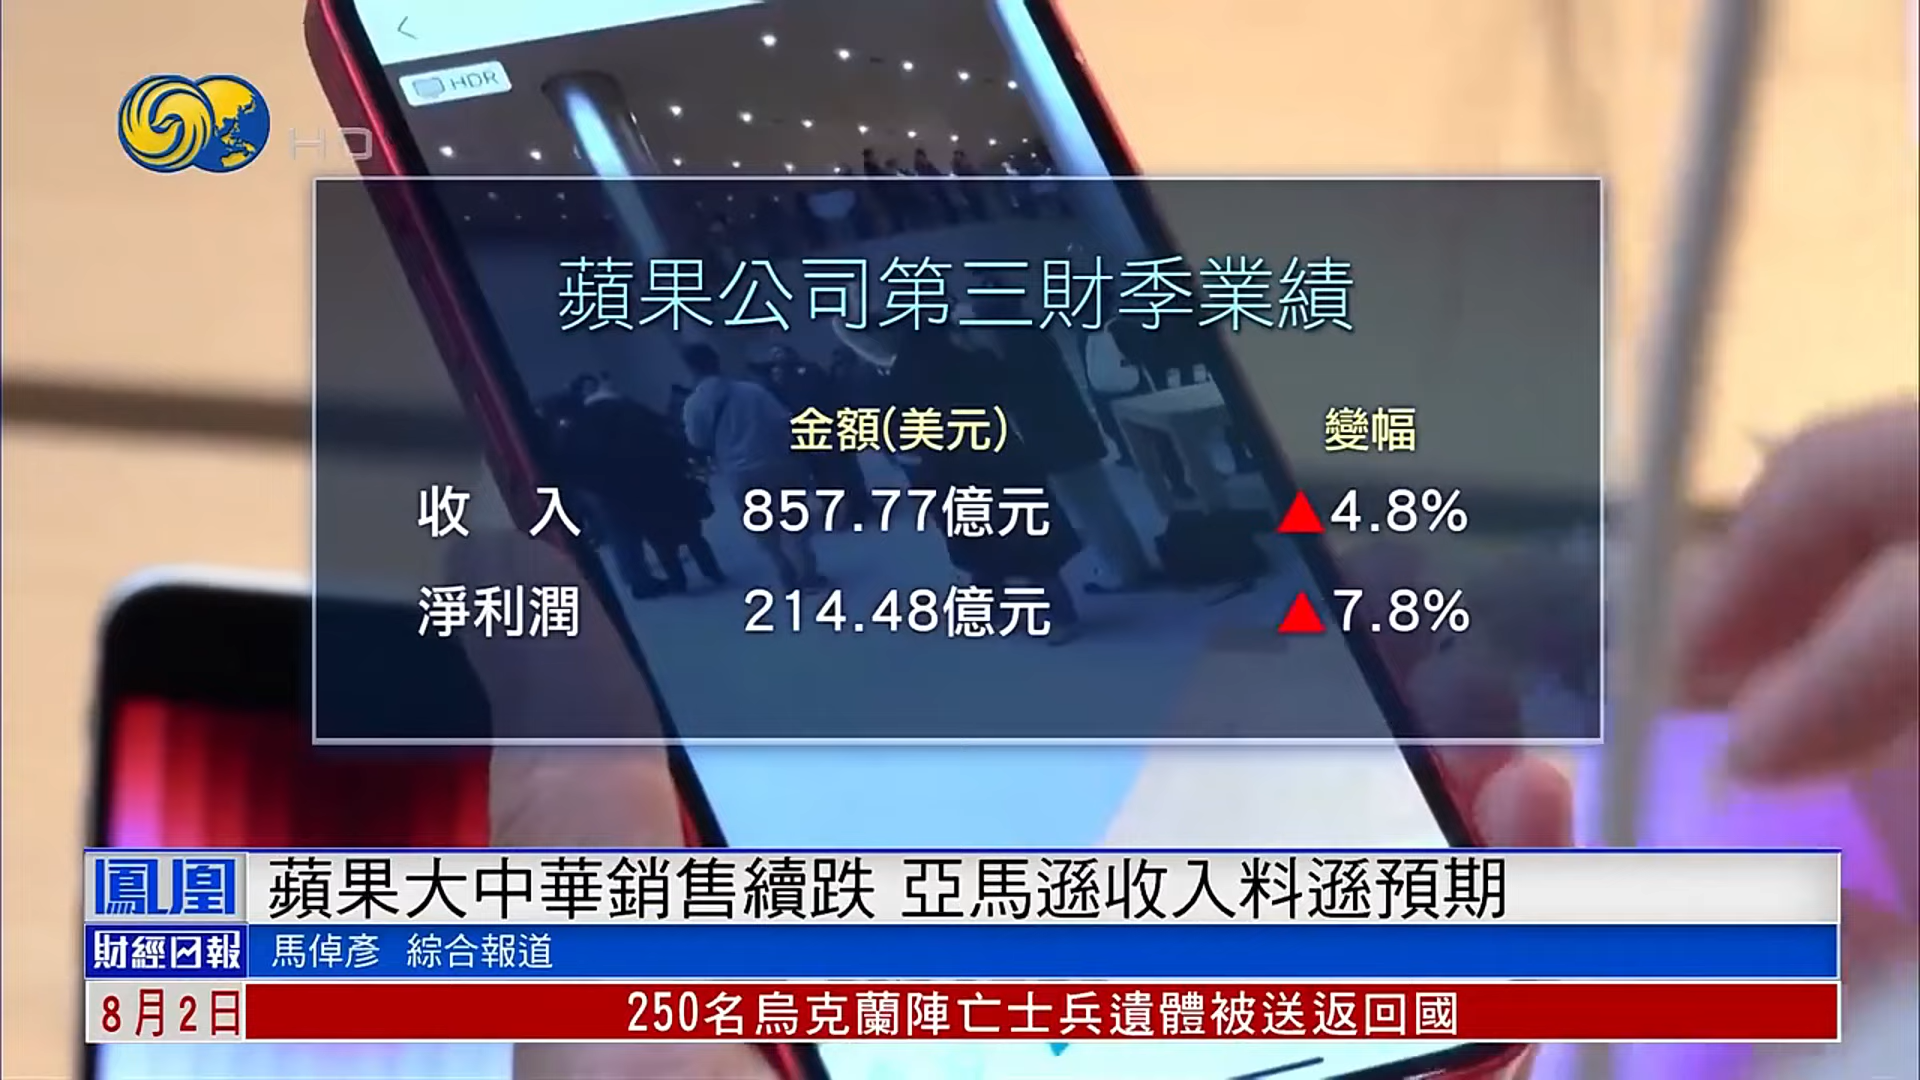 HDR
HD
蘋果公司第三財季業績
金額(美元) 變幅
收 入 857.77億元 ▲4.8%
淨利潤 214.48億元 ▲7.8%
鳳凰 蘋果大中華銷售續跌 亞馬遜收入料遜預期
財經日報 馬倬彥 綜合報道
8月2日 250名烏克蘭陣亡士兵遺體被送返回國